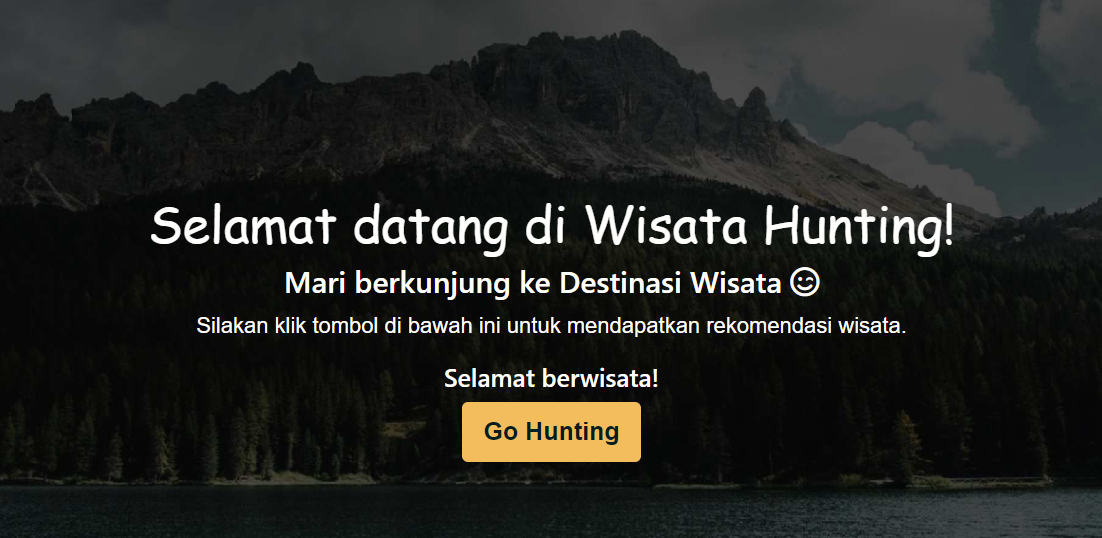 Selamat datang di Wisata Hunting!
Mari berkunjung ke Destinasi Wisata 😉
Silakan klik tombol di bawah ini untuk mendapatkan rekomendasi wisata.
Selamat berwisata!
Go Hunting